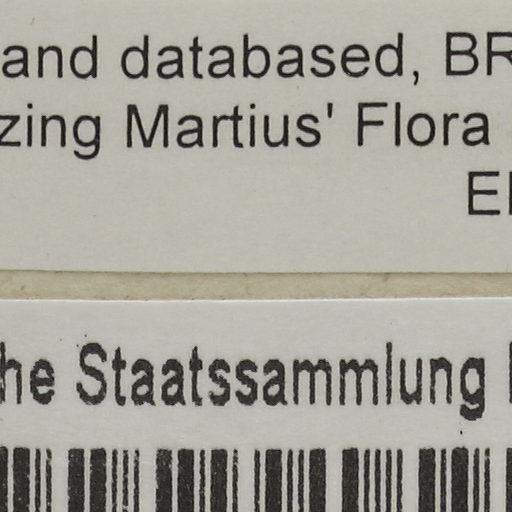 and databased, BR
zing Martius' Flora
E
he Staatssammlung